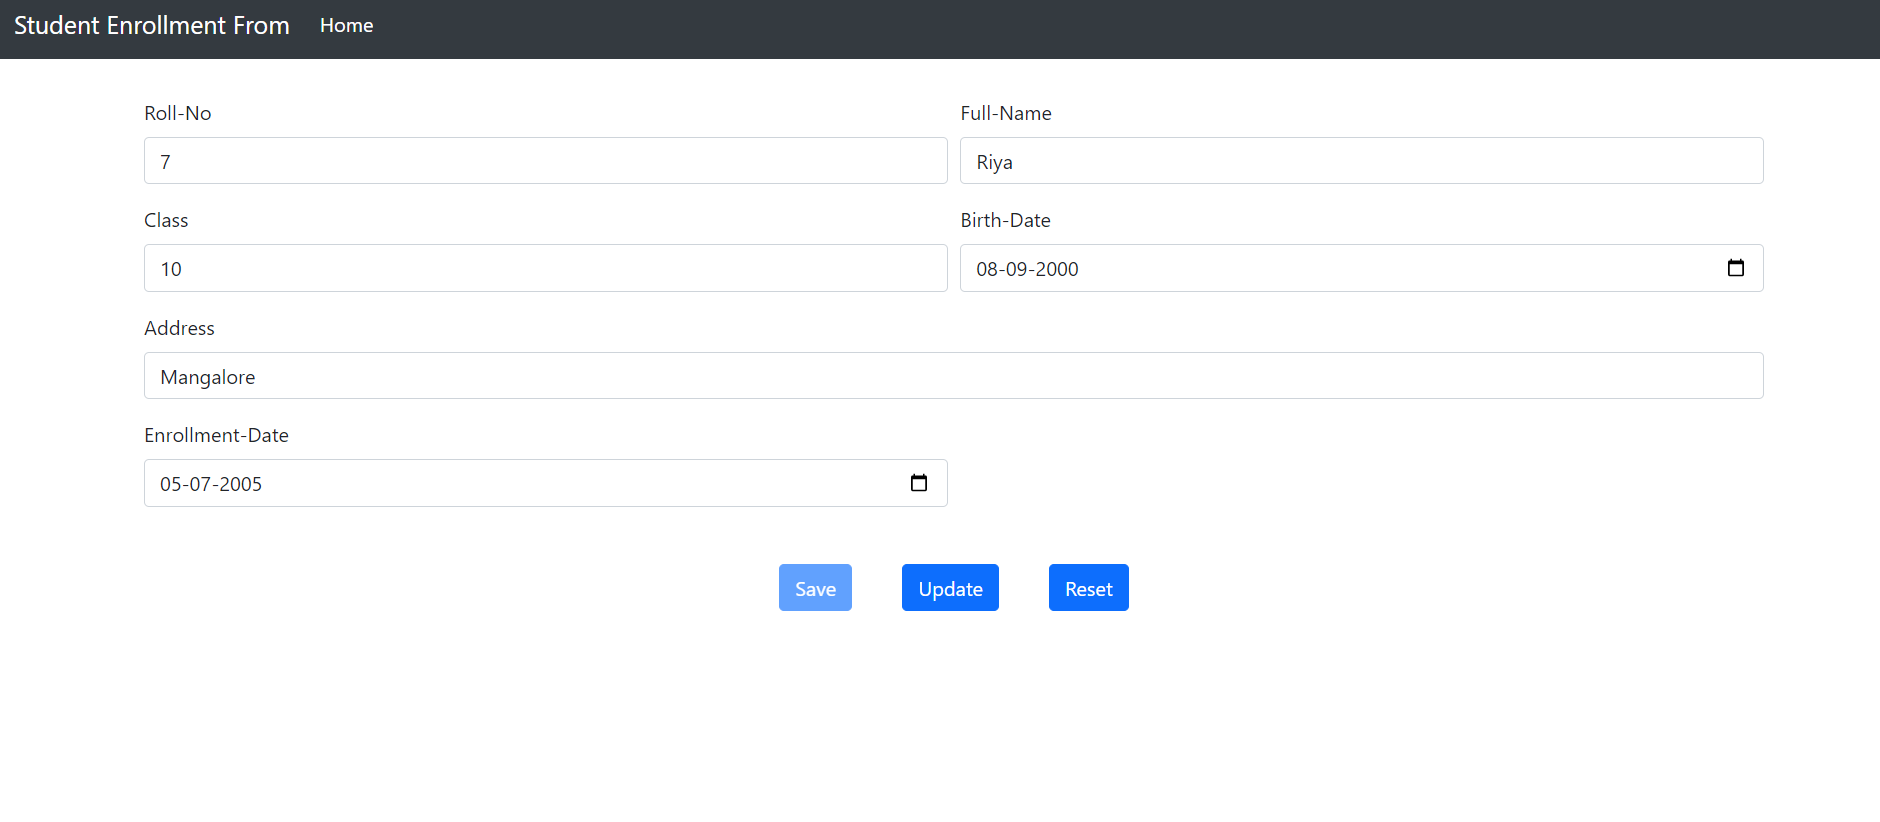 Student Enrollment From Home
Roll-No Full-Name
7 Riya
Class Birth-Date
10 08-09-2000
Address
Mangalore
Enrollment-Date
05-07-2005
Save Update Reset